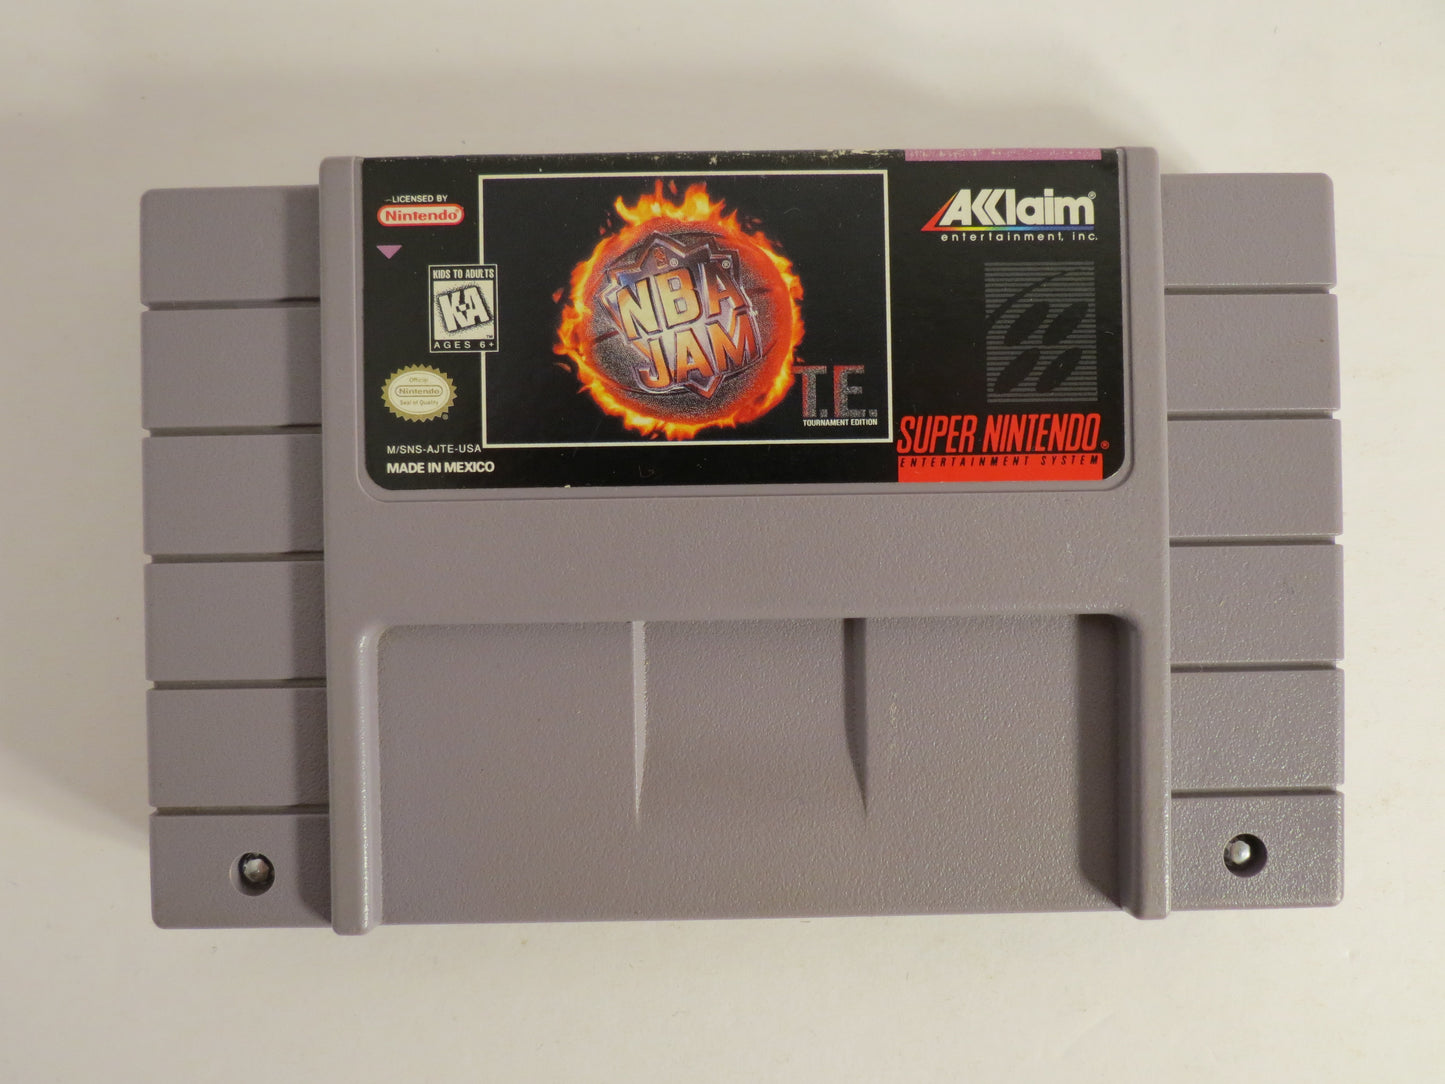 LICENSED BY
Nintendo®
KIDS TO ADULTS
K-A
AGES 6+
Official
Nintendo
Seal of Quality
M/SNS-AJTE-USA
MADE IN MEXICO
NBA
JAM
T.E.
TOURNAMENT EDITION
AKKlaim®
entertainment, inc.
SUPER NINTENDO®
ENTERTAINMENT SYSTEM